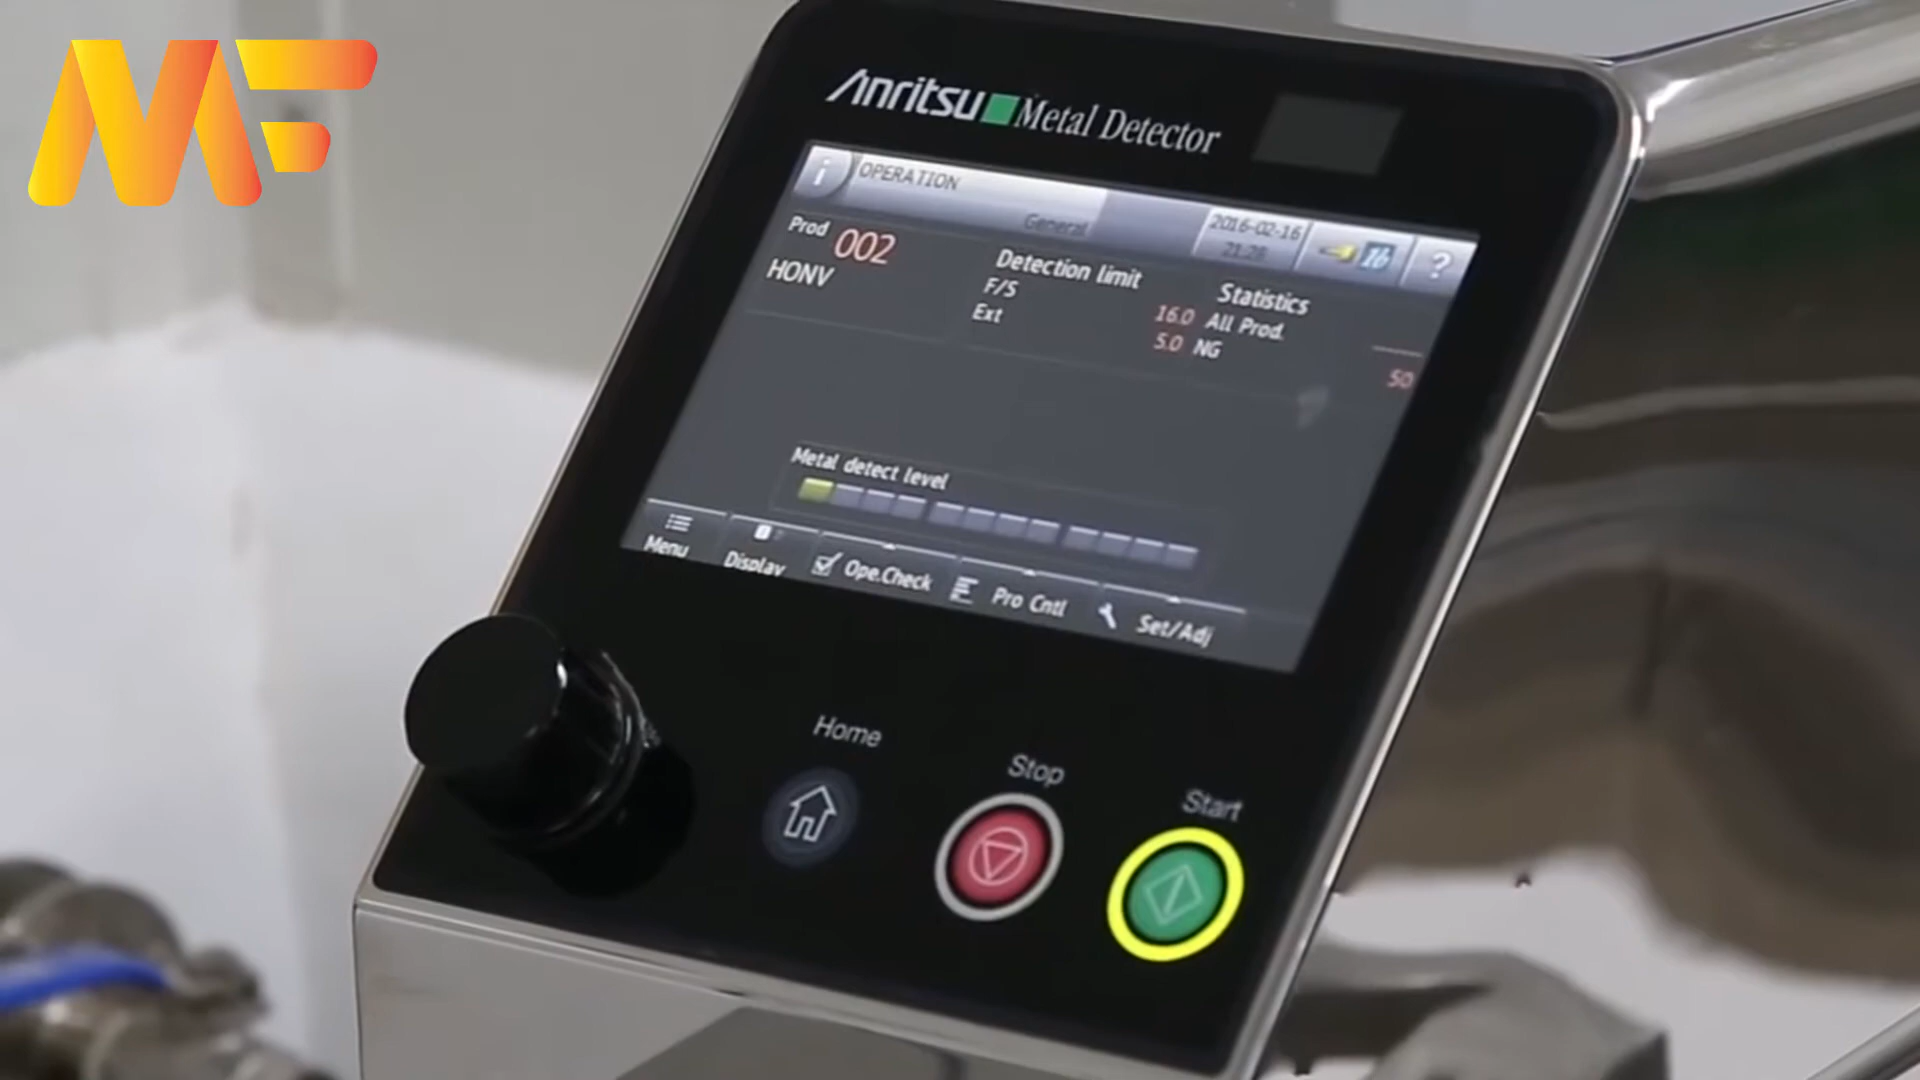 MF
Anritsu Metal Detector
i OPERATION
General
2016-02-16
21:28
16
?
Prod 002
HONV
Detection limit
F/S 16.0
Ext 5.0
Statistics
All Prod.
NG 50
Metal detect level
Menu
Display
Ope.Check
Pro Cntl
Set/Adj
Home
Stop
Start